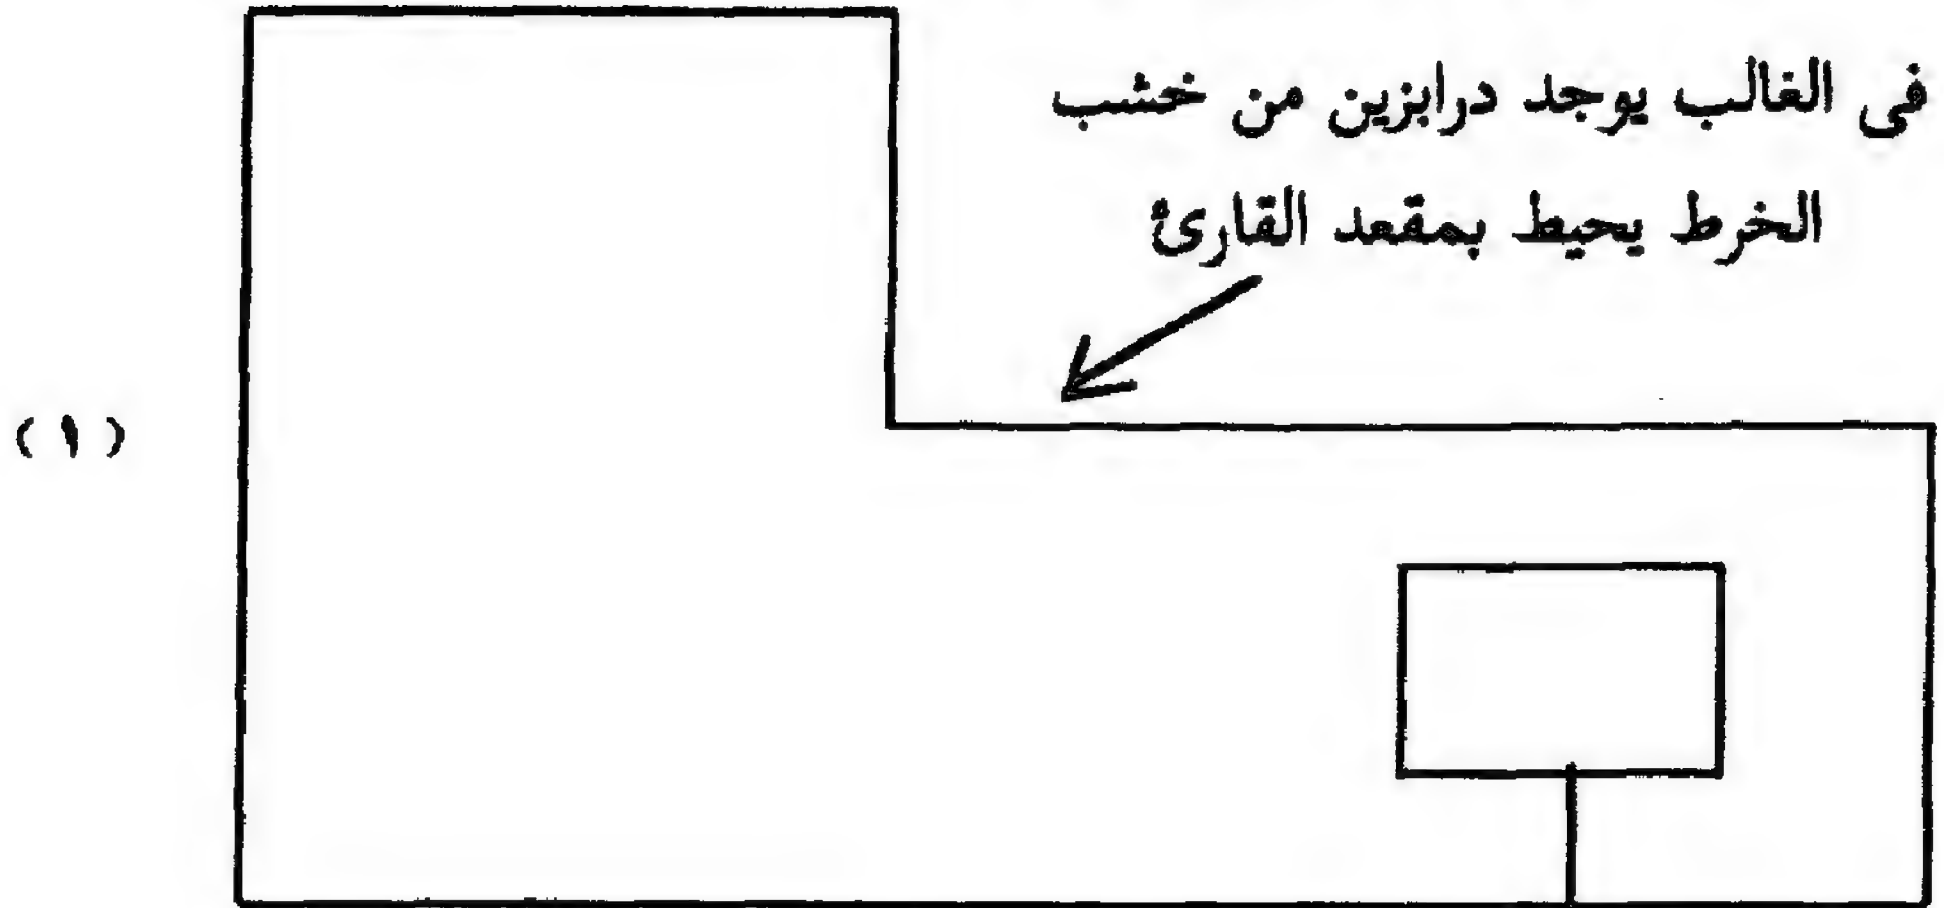 فى الغالب يوجد درابزين من خشب
الخرط يحيط بمقعد القارئ
( ١ )